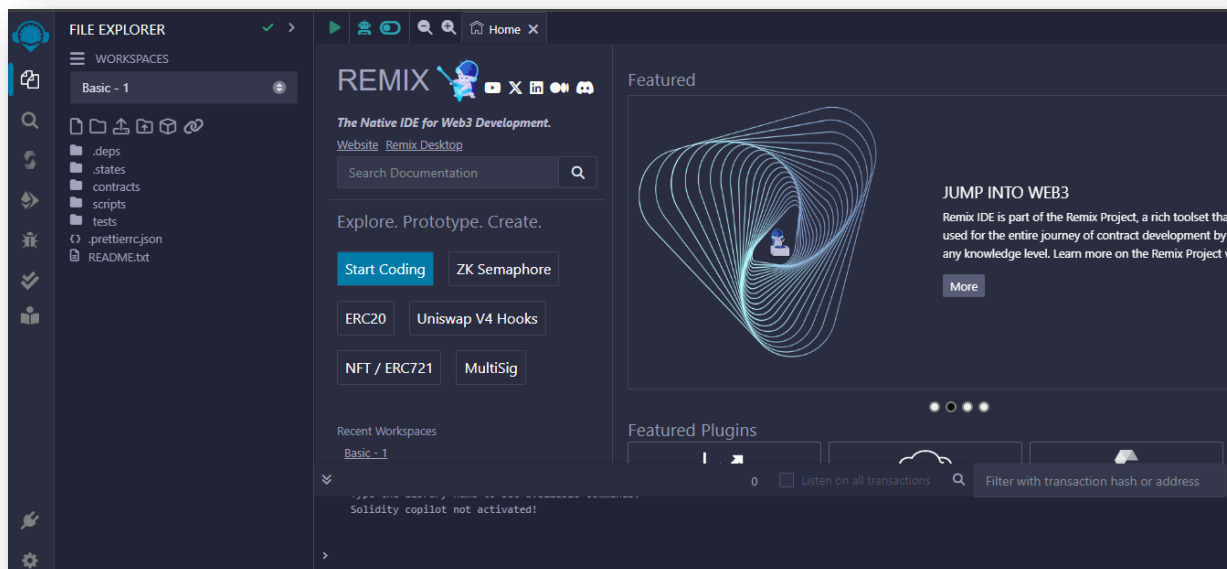 FILE EXPLORER
WORKSPACES
Basic - 1
.deps
.states
contracts
scripts
tests
.prettierrc.json
README.txt
Home
REMIX
The Native IDE for Web3 Development.
Website Remix Desktop
Search Documentation
Explore. Prototype. Create.
Start Coding
ZK Semaphore
ERC20
Uniswap V4 Hooks
NFT / ERC721
MultiSig
Recent Workspaces
Basic - 1
Featured
JUMP INTO WEB3
Remix IDE is part of the Remix Project, a rich toolset tha
used for the entire journey of contract development by
any knowledge level. Learn more on the Remix Project
More
Featured Plugins
0
Listen on all transactions
Filter with transaction hash or address
Solidity copilot not activated!
>